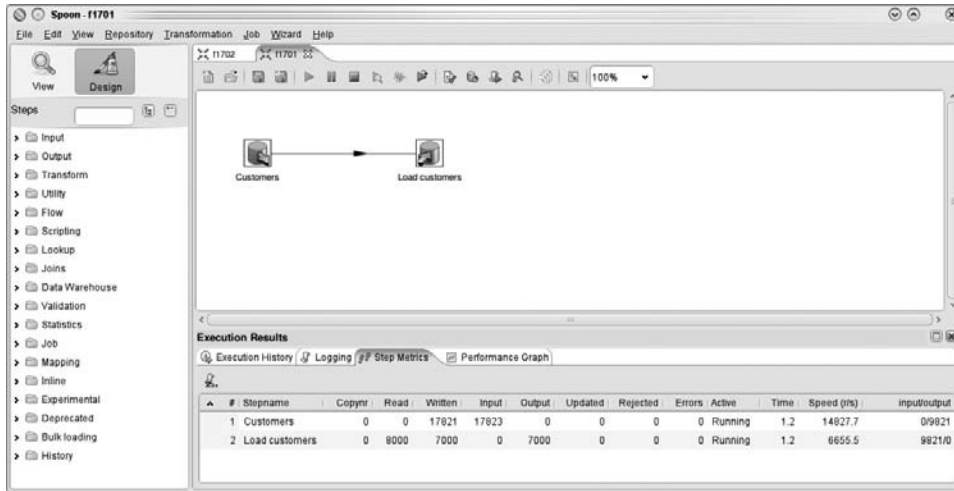 Spoon - f1701
File Edit View Repository Transformation Job Wizard Help
View
Design
f1702
f1701
100%
Steps
Input
Output
Transform
Utility
Flow
Scripting
Lookup
Joins
Data Warehouse
Validation
Statistics
Job
Mapping
Inline
Experimental
Deprecated
Bulk loading
History
Customers
Load customers
Execution Results
Execution History Logging Step Metrics Performance Graph
# Stepname Copynr Read Written Input Output Updated Rejected Errors Active Time Speed (r/s) input/output
1 Customers 0 0 17821 17823 0 0 0 0 Running 1.2 14827.7 0/9821
2 Load customers 0 8000 7000 0 7000 0 0 0 Running 1.2 6655.5 9821/0